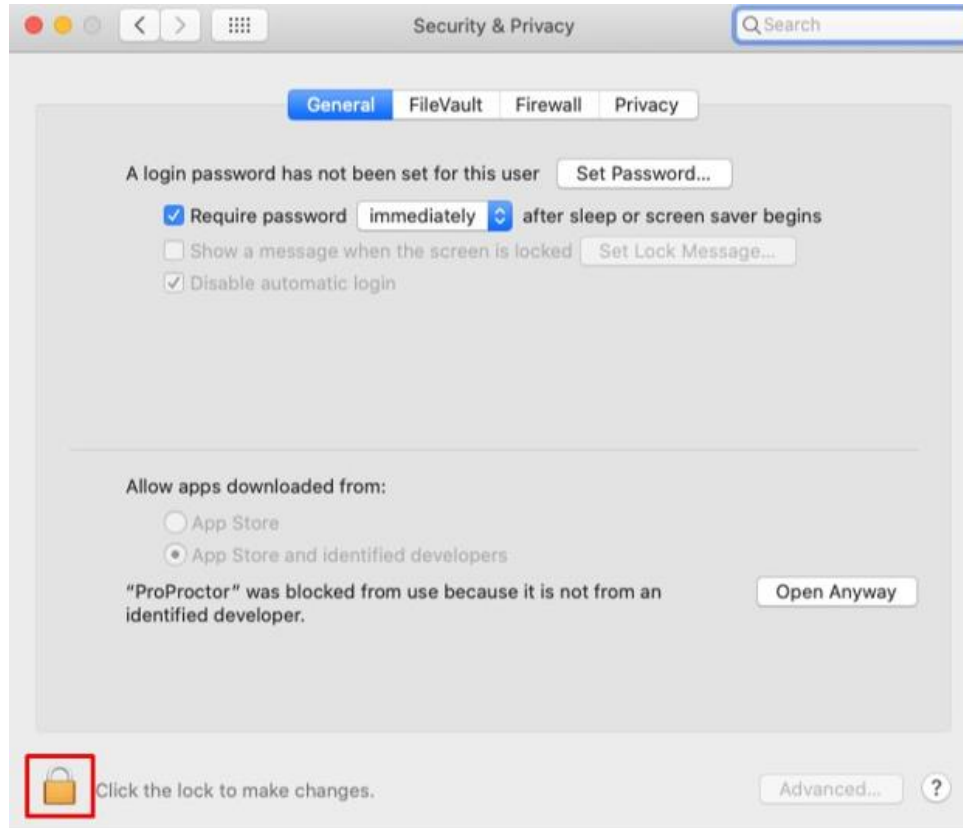 Security & Privacy
Search
General FileVault Firewall Privacy
A login password has not been set for this user Set Password...
Require password immediately after sleep or screen saver begins
Show a message when the screen is locked Set Lock Message...
Disable automatic login
Allow apps downloaded from:
App Store
App Store and identified developers
“ProProctor” was blocked from use because it is not from an Open Anyway
identified developer.
Click the lock to make changes. Advanced... ?